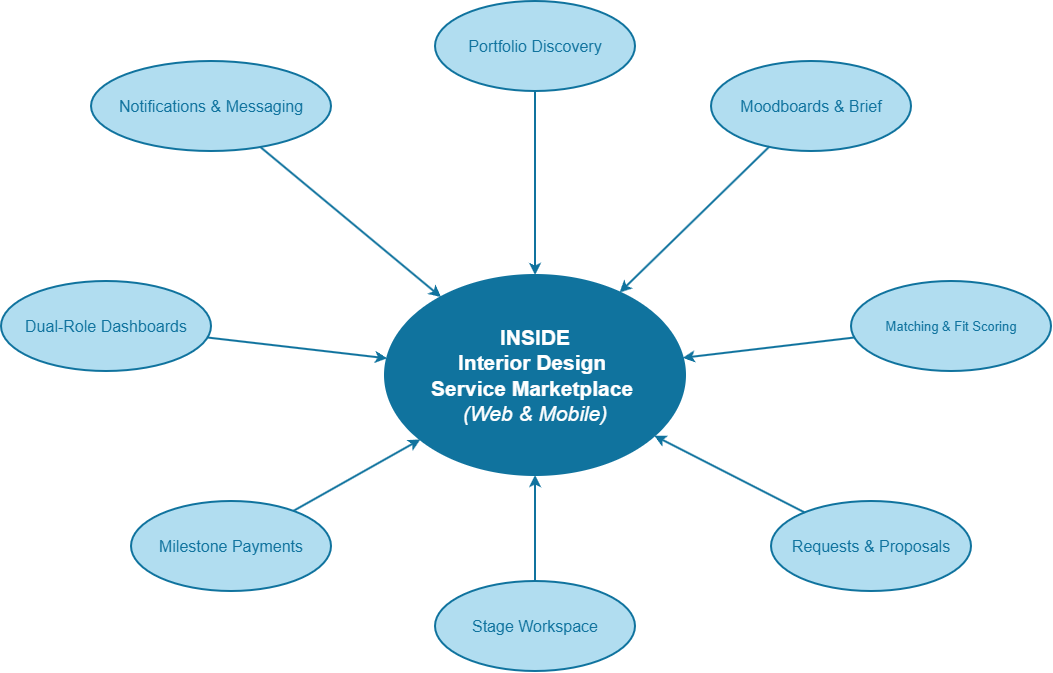 Portfolio Discovery
Notifications & Messaging
Moodboards & Brief
Dual-Role Dashboards
Matching & Fit Scoring
INSIDE
Interior Design
Service Marketplace
(Web & Mobile)
Milestone Payments
Requests & Proposals
Stage Workspace